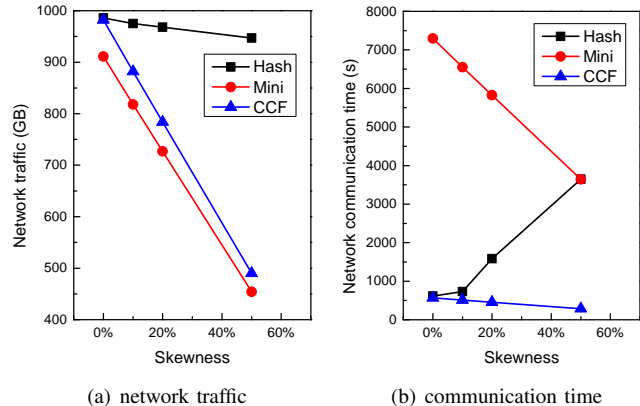 1000
900
800
700
600
500
400
Network traffic (GB)
Hash
Mini
CCF
0%
20%
40%
60%
Skewness
(a) network traffic
8000
7000
6000
5000
4000
3000
2000
1000
0
Network communication time (s)
Hash
Mini
CCF
0%
20%
40%
60%
Skewness
(b) communication time